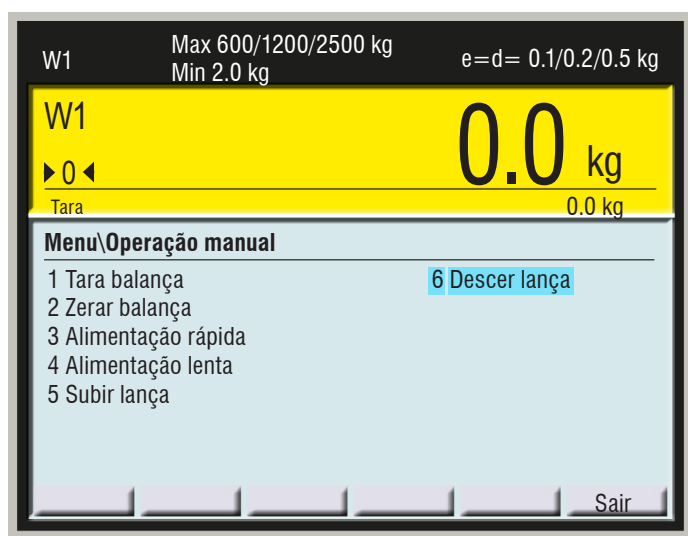 W1 Max 600/1200/2500 kg e=d= 0.1/0.2/0.5 kg
Min 2.0 kg
W1
0.0 kg
0
Tara 0.0 kg
Menu\Operação manual
1 Tara balança
2 Zerar balança
3 Alimentação rápida
4 Alimentação lenta
5 Subir lança
6 Descer lança
Sair